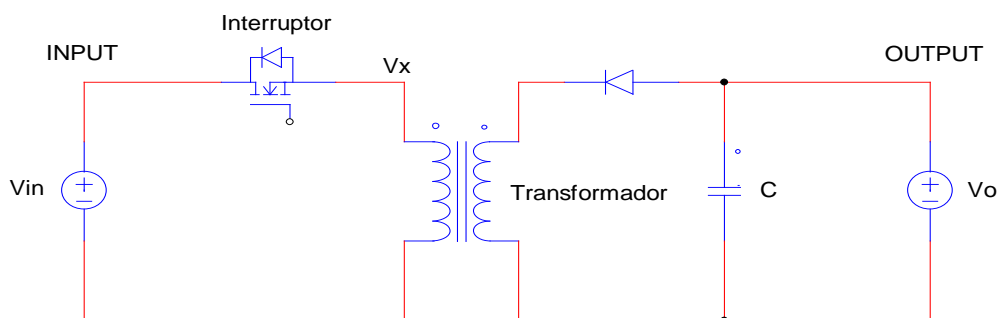 Interruptor
INPUT
Vx
OUTPUT
Vin
Transformador
C
Vo